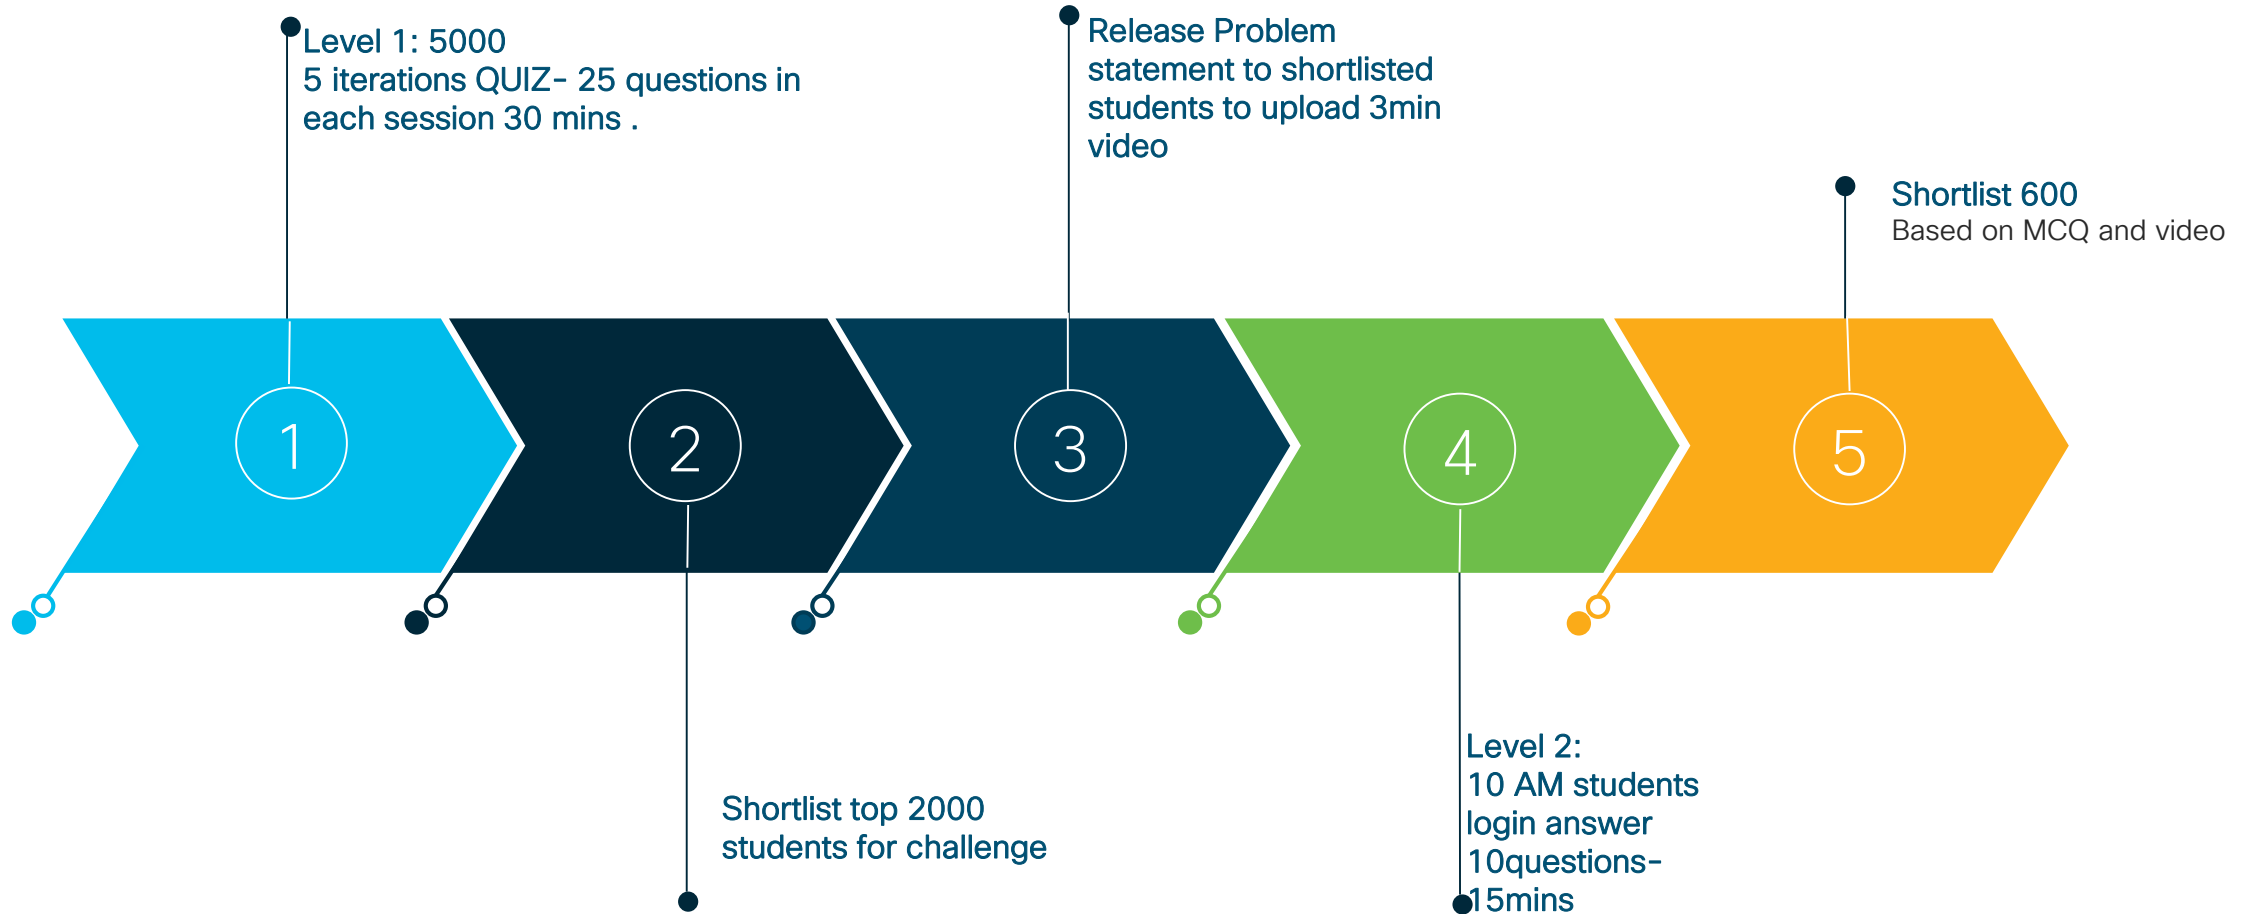 Level 1: 5000
5 iterations QUIZ- 25 questions in
each session 30 mins .
Release Problem
statement to shortlisted
students to upload 3min
video
Shortlist 600
Based on MCQ and video
1
2
3
4
5
Shortlist top 2000
students for challenge
Level 2:
10 AM students
login answer
10questions-
15mins